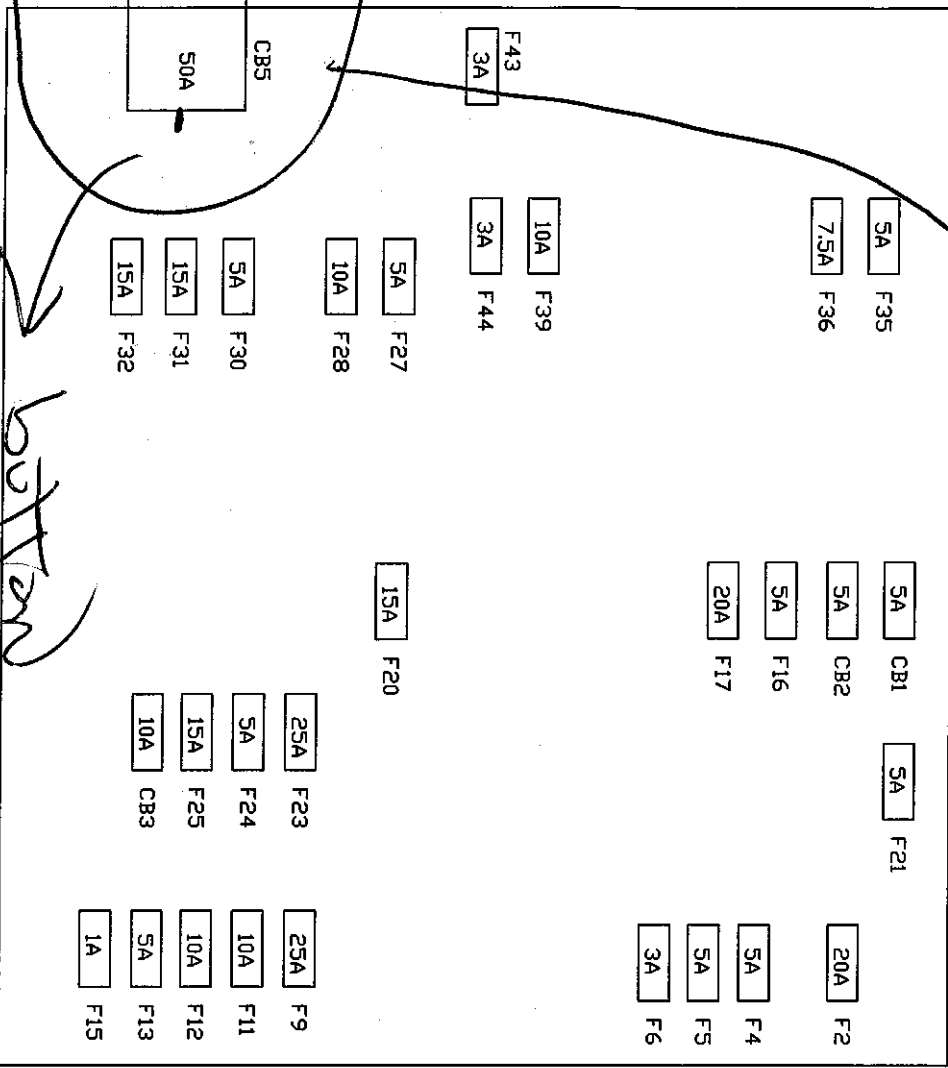 5A F35
7.5A F36
F43
3A
10A F39
3A F44
CB5
50A
5A F27
10A F28
5A F30
15A F31
15A F32
5A CB1
5A CB2
5A F16
20A F17
15A F20
5A F21
25A F23
5A F24
15A F25
10A CB3
20A F2
5A F4
5A F5
3A F6
25A F9
10A F11
10A F12
5A F13
1A F15